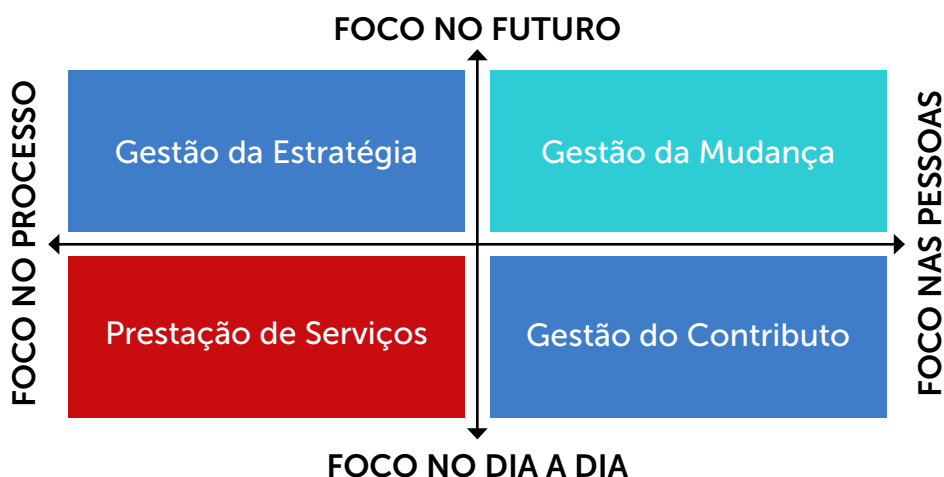 FOCO NO FUTURO
FOCO NO PROCESSO
Gestão da Estratégia
Gestão da Mudança
FOCO NAS PESSOAS
Prestação de Serviços
Gestão do Contributo
FOCO NO DIA A DIA